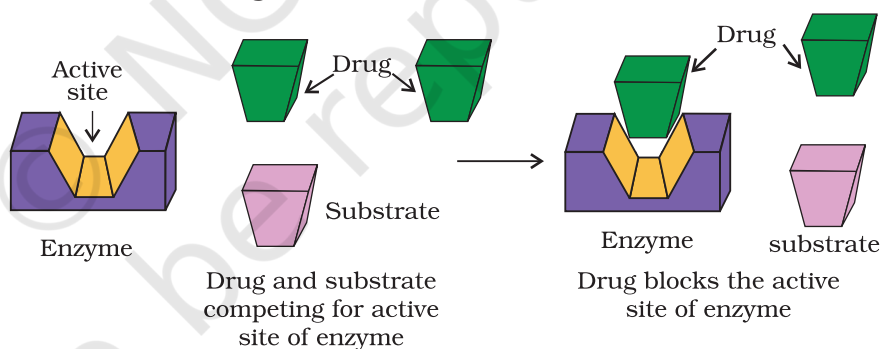 Active
site
Enzyme
Drug
Substrate
Drug and substrate
competing for active
site of enzyme
Drug
Enzyme
substrate
Drug blocks the active
site of enzyme